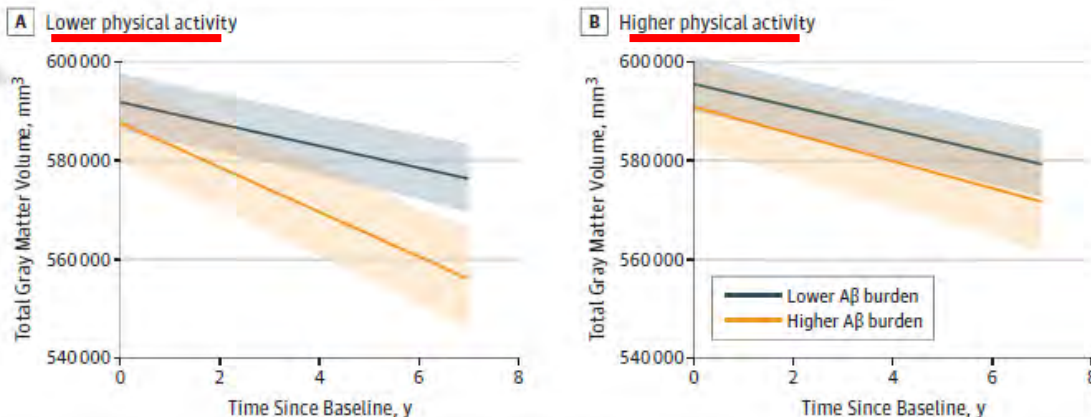 A Lower physical activity
600 000
580 000
560 000
540 000
0 2 4 6 8
Total Gray Matter Volume, mm³
Time Since Baseline, y
B Higher physical activity
600 000
580 000
560 000
540 000
0 2 4 6 8
Total Gray Matter Volume, mm³
Time Since Baseline, y
Lower Aβ burden
Higher Aβ burden